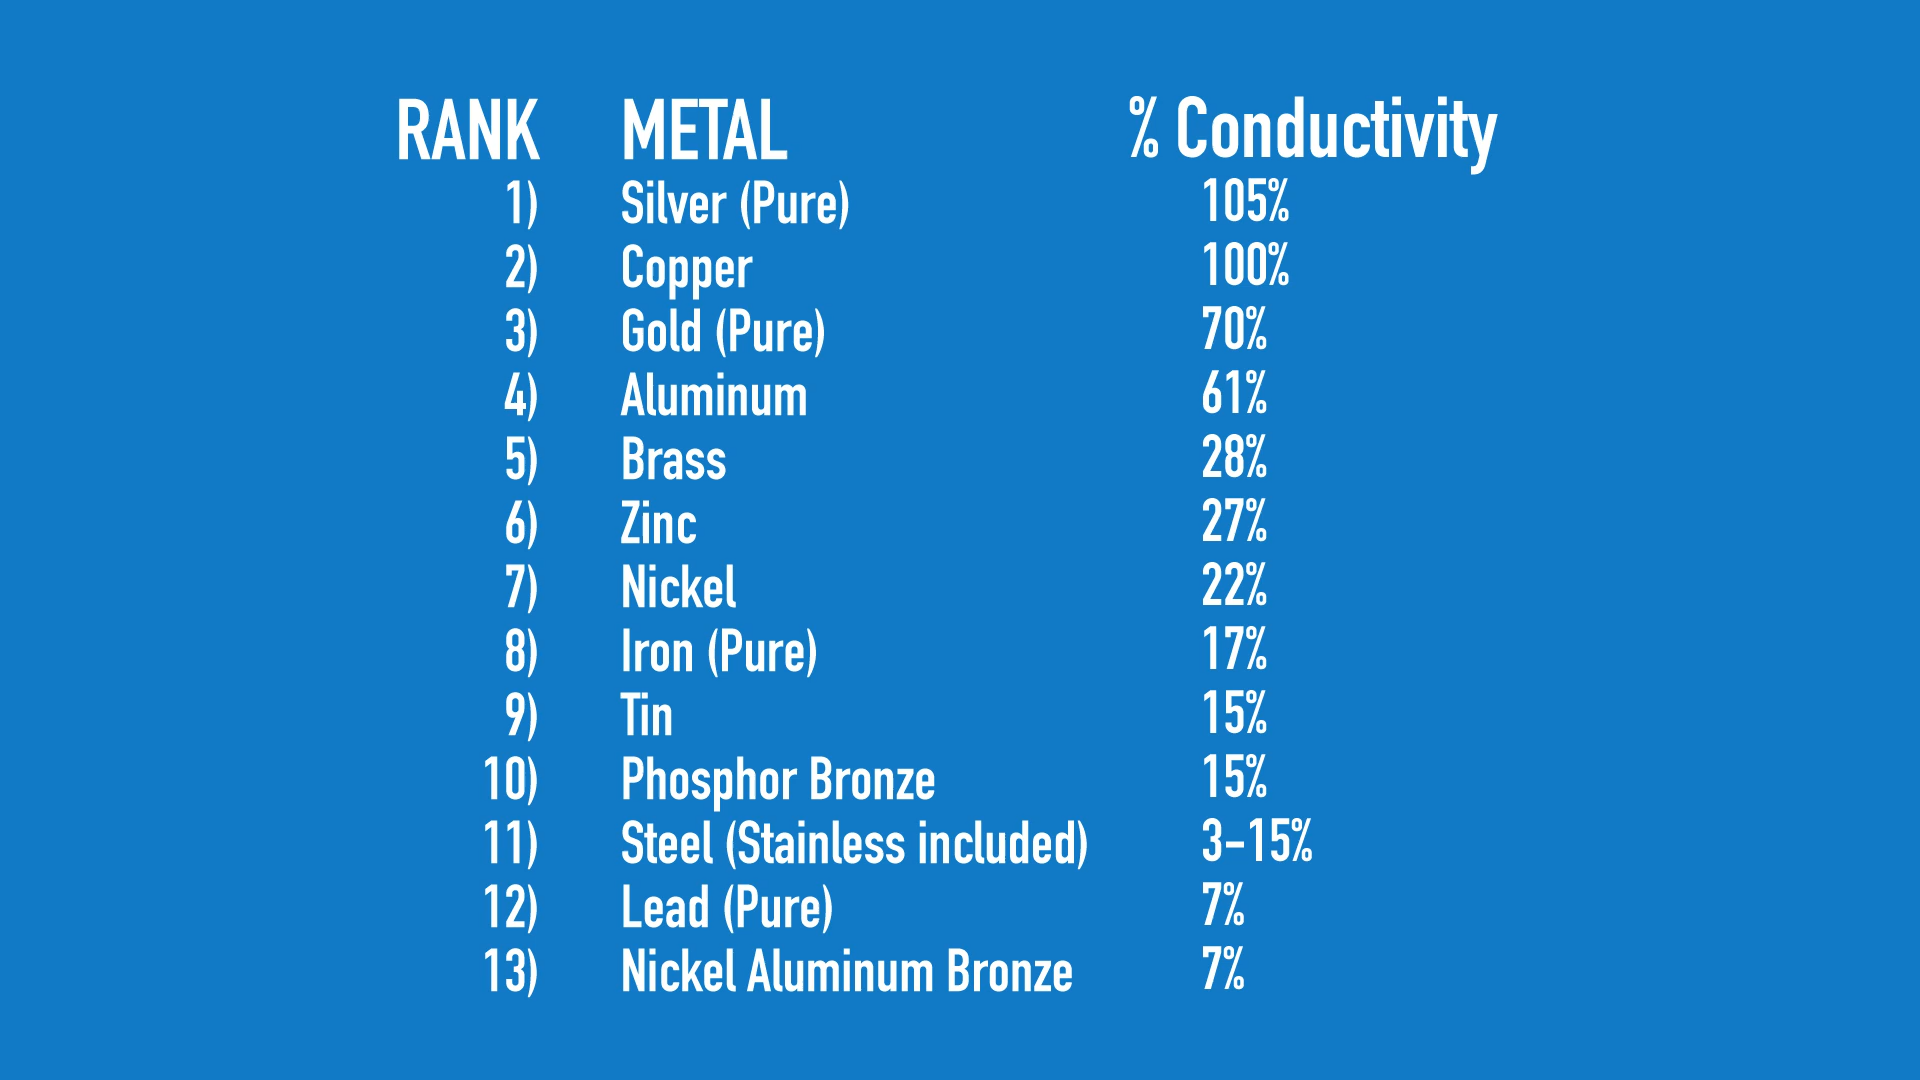 RANK METAL % Conductivity
1) Silver (Pure) 105%
2) Copper 100%
3) Gold (Pure) 70%
4) Aluminum 61%
5) Brass 28%
6) Zinc 27%
7) Nickel 22%
8) Iron (Pure) 17%
9) Tin 15%
10) Phosphor Bronze 15%
11) Steel (Stainless included) 3–15%
12) Lead (Pure) 7%
13) Nickel Aluminum Bronze 7%